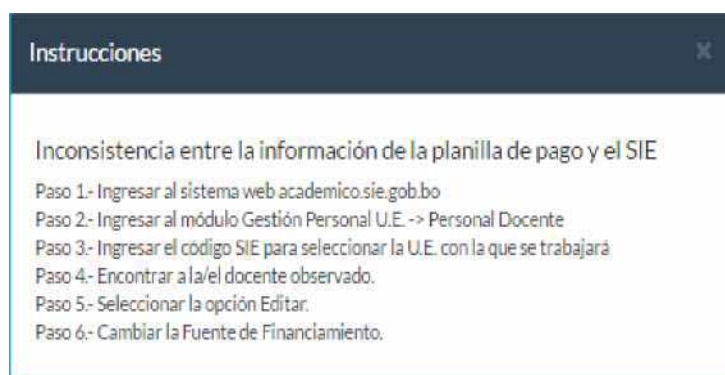 Instrucciones
×
Inconsistencia entre la información de la planilla de pago y el SIE
Paso 1.- Ingresar al sistema web academico.sie.gob.bo
Paso 2.- Ingresar al módulo Gestión Personal U.E. -> Personal Docente
Paso 3.- Ingresar el código SIE para seleccionar la U.E. con la que se trabajará
Paso 4.- Encontrar a la/el docente observado.
Paso 5.- Seleccionar la opción Editar.
Paso 6.- Cambiar la Fuente de Financiamiento.